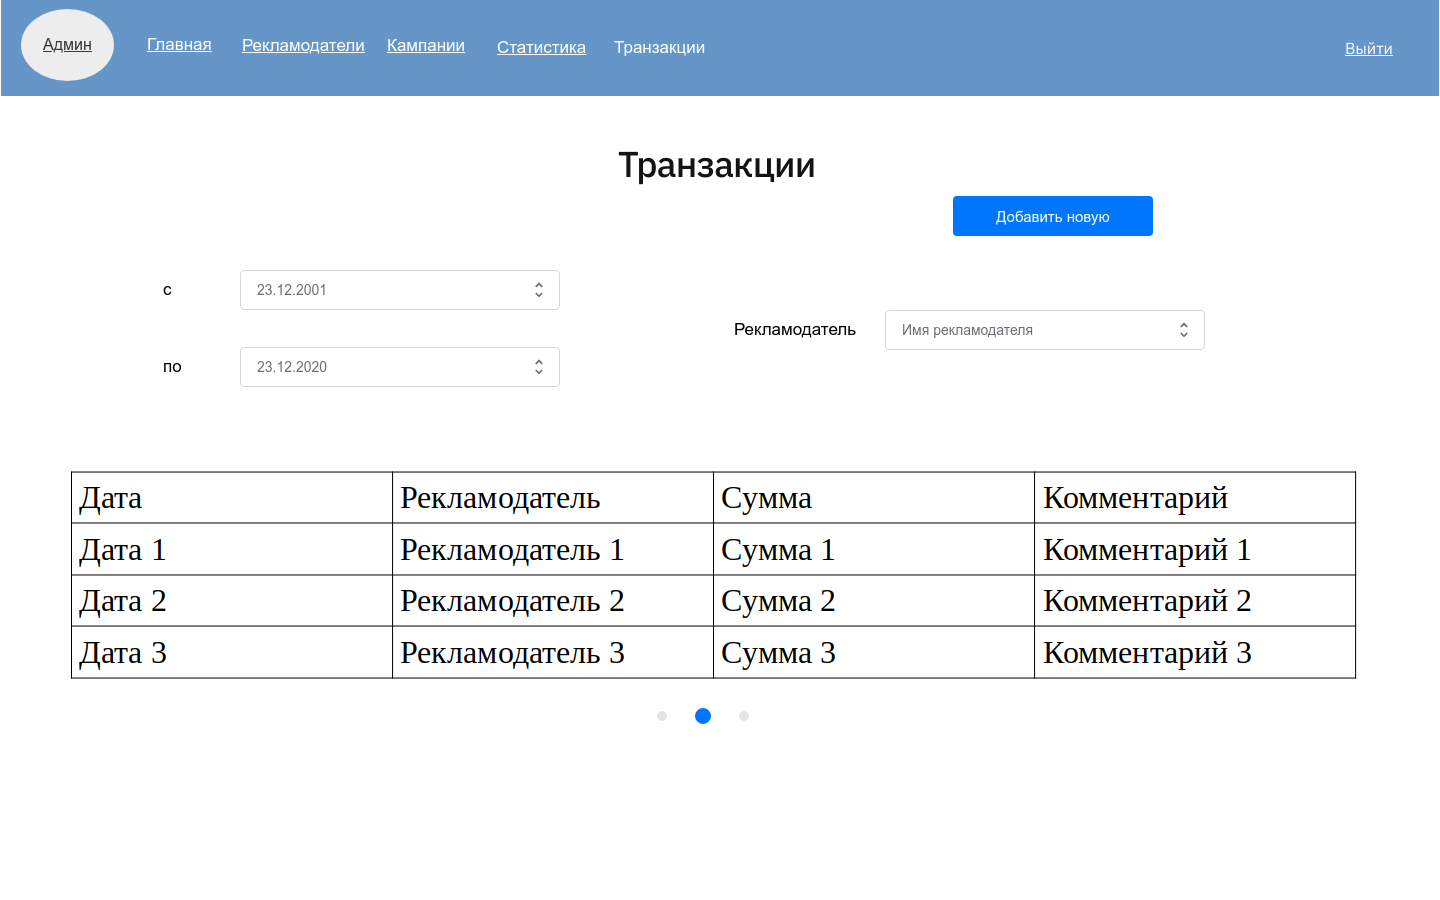 Админ Главная Рекламодатели Кампании Статистика Транзакции Выйти
Транзакции
Добавить новую
с 23.12.2001
Рекламодатель Имя рекламодателя
по 23.12.2020
Дата Рекламодатель Сумма Комментарий
Дата 1 Рекламодатель 1 Сумма 1 Комментарий 1
Дата 2 Рекламодатель 2 Сумма 2 Комментарий 2
Дата 3 Рекламодатель 3 Сумма 3 Комментарий 3